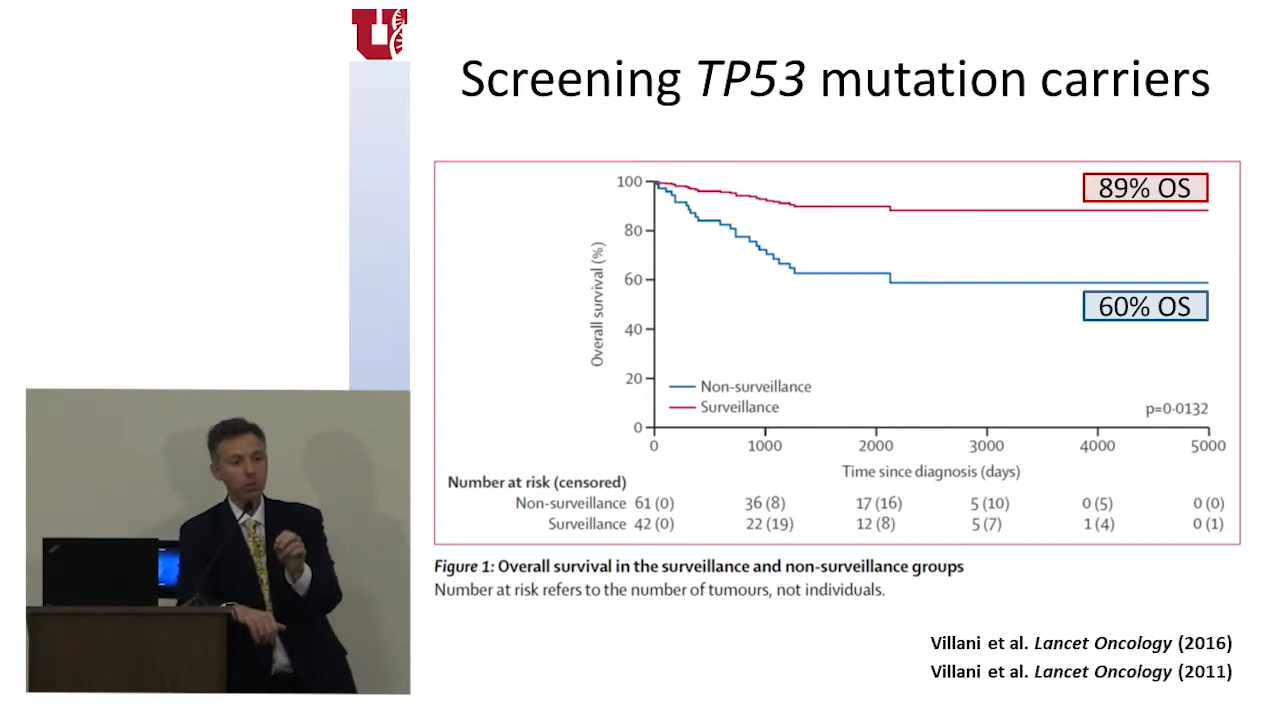 Screening TP53 mutation carriers
100
80
60
40
20
0
Overall survival (%)
89% OS
60% OS
Non-surveillance
Surveillance
p=0·0132
0 1000 2000 3000 4000 5000
Time since diagnosis (days)
Number at risk (censored)
Non-surveillance 61 (0) 36 (8) 17 (16) 5 (10) 0 (5) 0 (0)
Surveillance 42 (0) 22 (19) 12 (8) 5 (7) 1 (4) 0 (1)
Figure 1: Overall survival in the surveillance and non-surveillance groups
Number at risk refers to the number of tumours, not individuals.
Villani et al. Lancet Oncology (2016)
Villani et al. Lancet Oncology (2011)